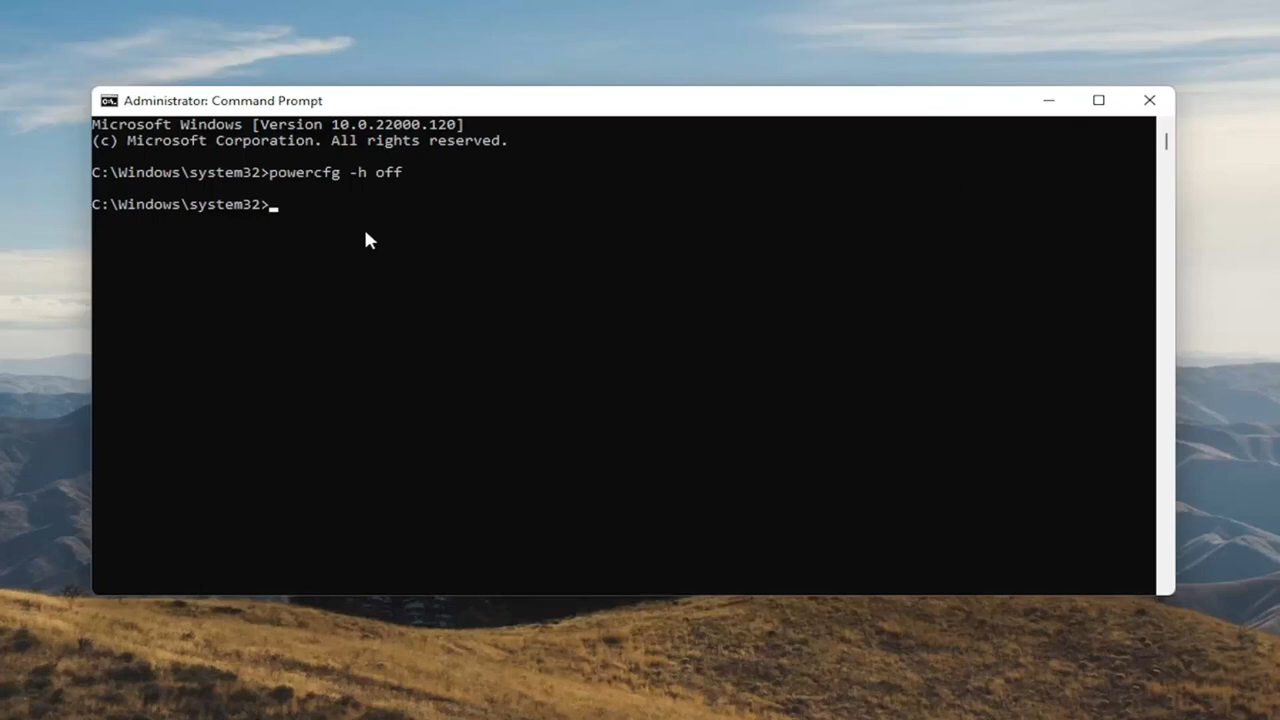 Administrator: Command Prompt
Microsoft Windows [Version 10.0.22000.120]
(c) Microsoft Corporation. All rights reserved.
C:\Windows\system32>powercfg -h off
C:\Windows\system32>